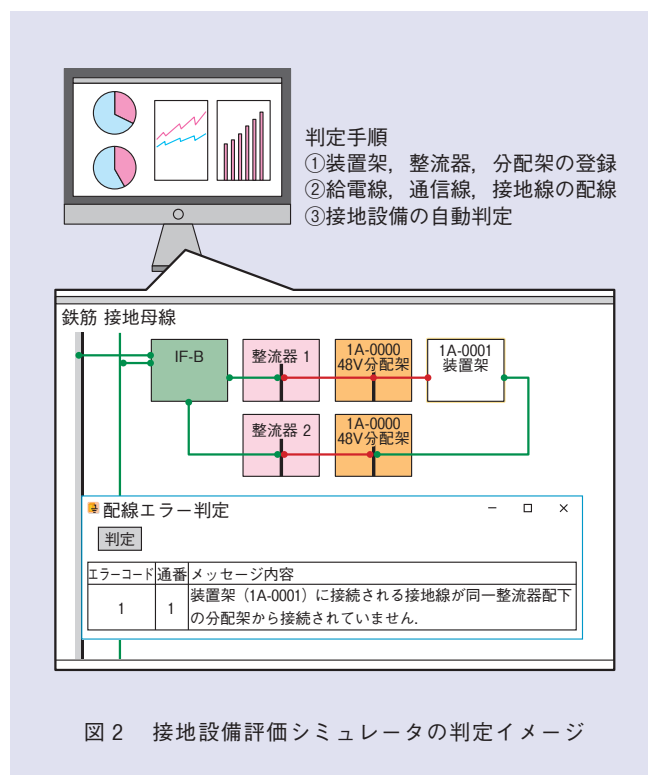 判定手順
①装置架，整流器，分配架の登録
②給電線，通信線，接地線の配線
③接地設備の自動判定
鉄筋 接地母線
IF-B
整流器 1
1A-0000
48V分配架
1A-0001
装置架
整流器 2
1A-0000
48V分配架
配線エラー判定
判定
エラーコード 通番 メッセージ内容
1 1 装置架（1A-0001）に接続される接地線が同一整流器配下
の分配架から接続されていません.
図 2 接地設備評価シミュレータの判定イメージ